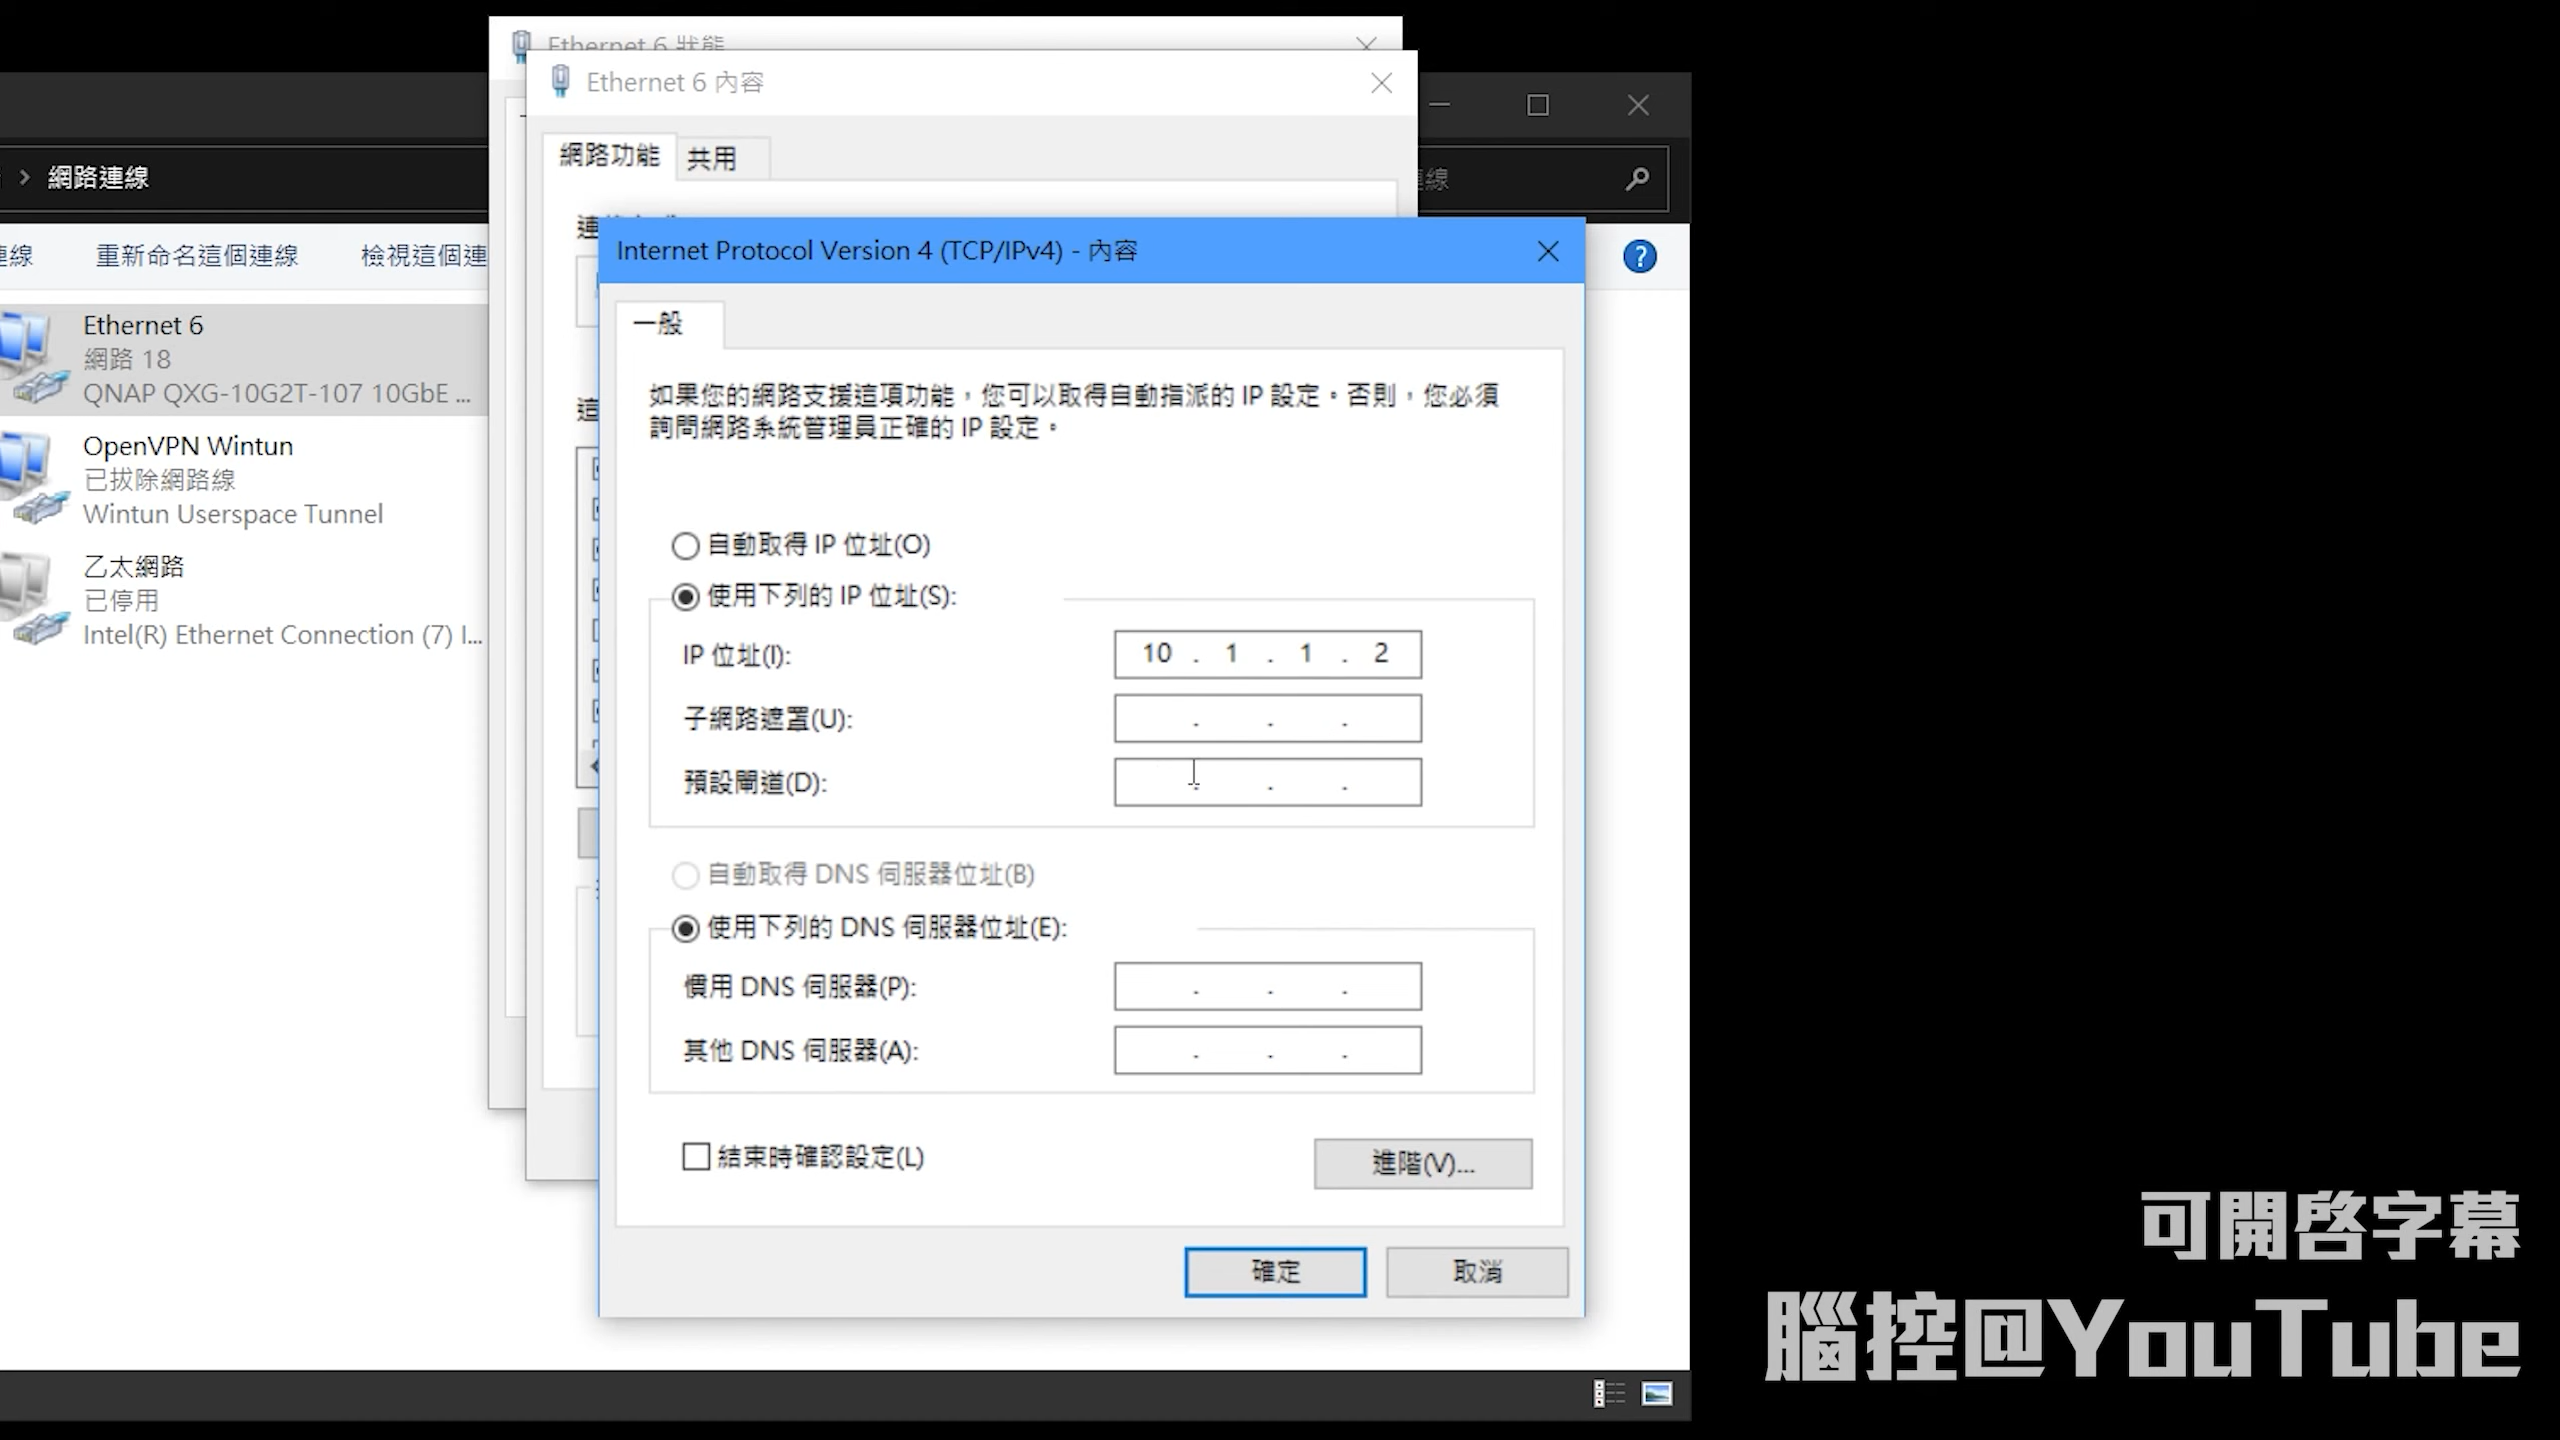 Ethernet 6 狀態
Ethernet 6 內容
網路功能
共用
網路連線
線
重新命名這個連線
檢視這個連
Internet Protocol Version 4 (TCP/IPv4) - 內容
一般
Ethernet 6
網路 18
QNAP QXG-10G2T-107 10GbE ...
OpenVPN Wintun
已拔除網路線
Wintun Userspace Tunnel
乙太網路
已停用
Intel(R) Ethernet Connection (7) I...
如果您的網路支援這項功能，您可以取得自動指派的 IP 設定。否則，您必須
詢問網路系統管理員正確的 IP 設定。
自動取得 IP 位址(O)
使用下列的 IP 位址(S):
IP 位址(I):
10 . 1 . 1 . 2
子網路遮罩(U):
. . .
預設閘道(D):
. . .
自動取得 DNS 伺服器位址(B)
使用下列的 DNS 伺服器位址(E):
慣用 DNS 伺服器(P):
. . .
其他 DNS 伺服器(A):
. . .
結束時確認設定(L)
進階(V)...
確定
取消
可開啓字幕
腦控@YouTube